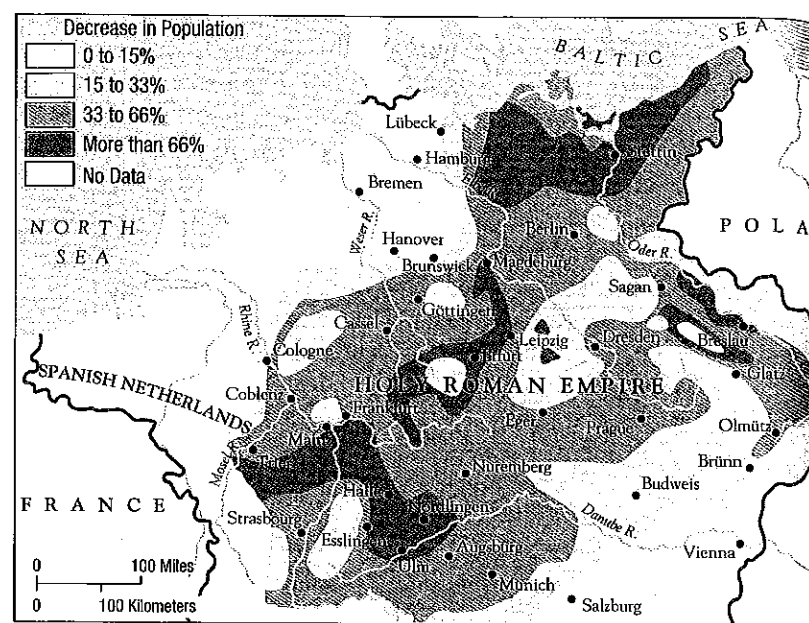 Decrease in Population
0 to 15%
15 to 33%
33 to 66%
More than 66%
No Data
BALTIC SEA
NORTH
SEA
Lübeck
Hamburg
Stettin
Bremen
Weser R.
Hanover
Brunswick
Berlin
Magdeburg
Oder R.
POLA
Sagan
Göttingen
Cassel
Rhine R.
Cologne
Leipzig
Erfurt
Dresden
Breslau
Glatz
SPANISH NETHERLANDS
HOLY ROMAN EMPIRE
Coblenz
Frankfurt
Eger
Prague
Olmütz
Mainz
Mosel R.
Trier
Brünn
FRANCE
Nuremberg
Budweis
Halle
Nördlingen
Strasbourg
Esslingen
Danube R.
Vienna
Ulm
Augsburg
Munich
Salzburg
0 100 Miles
0 100 Kilometers